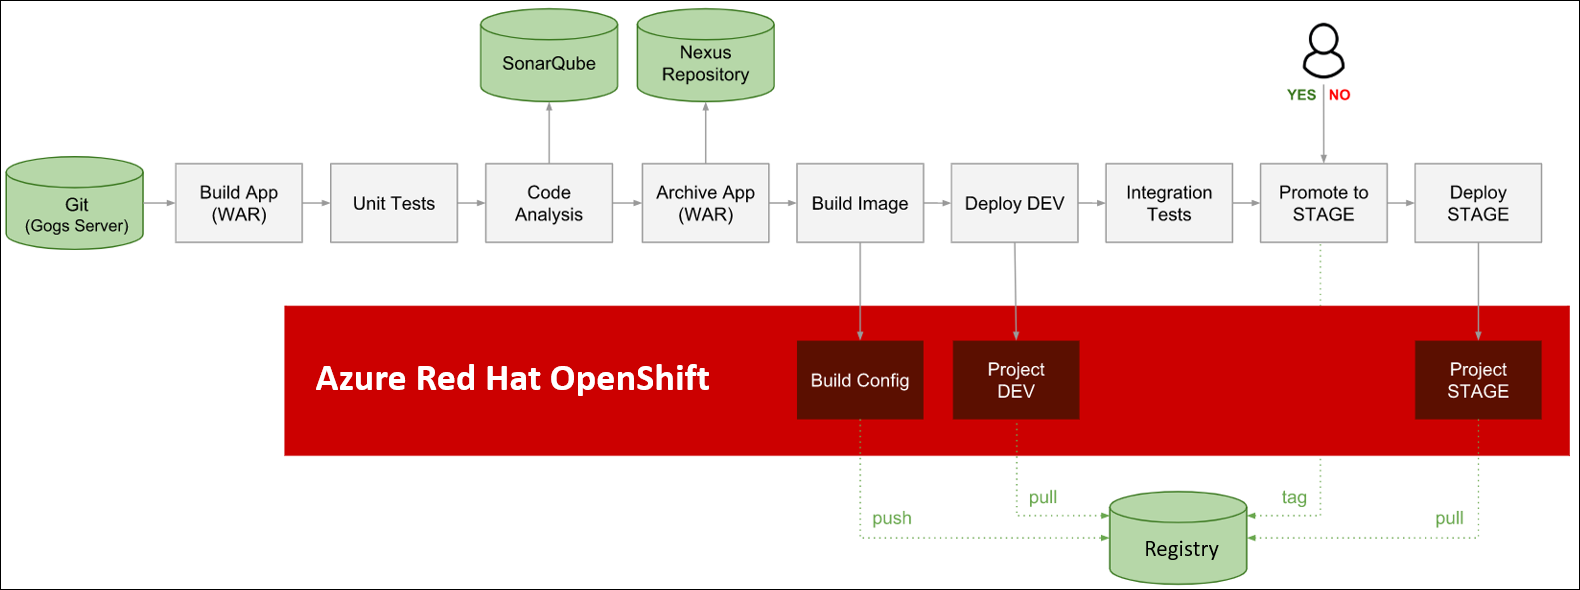 SonarQube
Nexus
Repository
YES NO
Git
(Gogs Server)
Build App
(WAR)
Unit Tests
Code
Analysis
Archive App
(WAR)
Build Image
Deploy DEV
Integration
Tests
Promote to
STAGE
Deploy
STAGE
Azure Red Hat OpenShift
Build Config
Project
DEV
Project
STAGE
push
pull
tag
pull
Registry